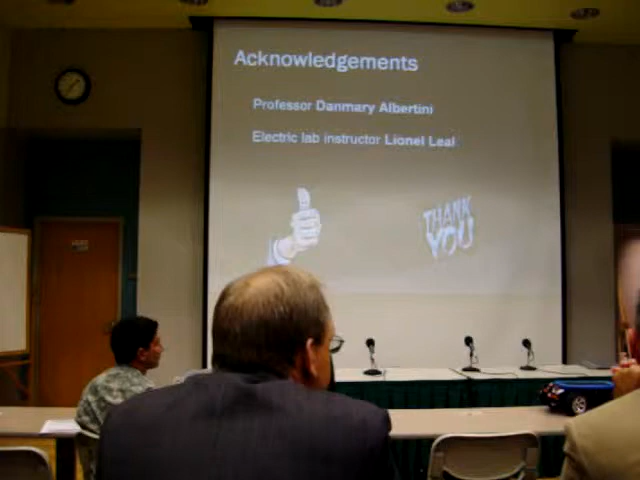 Acknowledgements
Professor Danmary Albertini
Electric lab instructor Lionel Leal
THANK
YOU